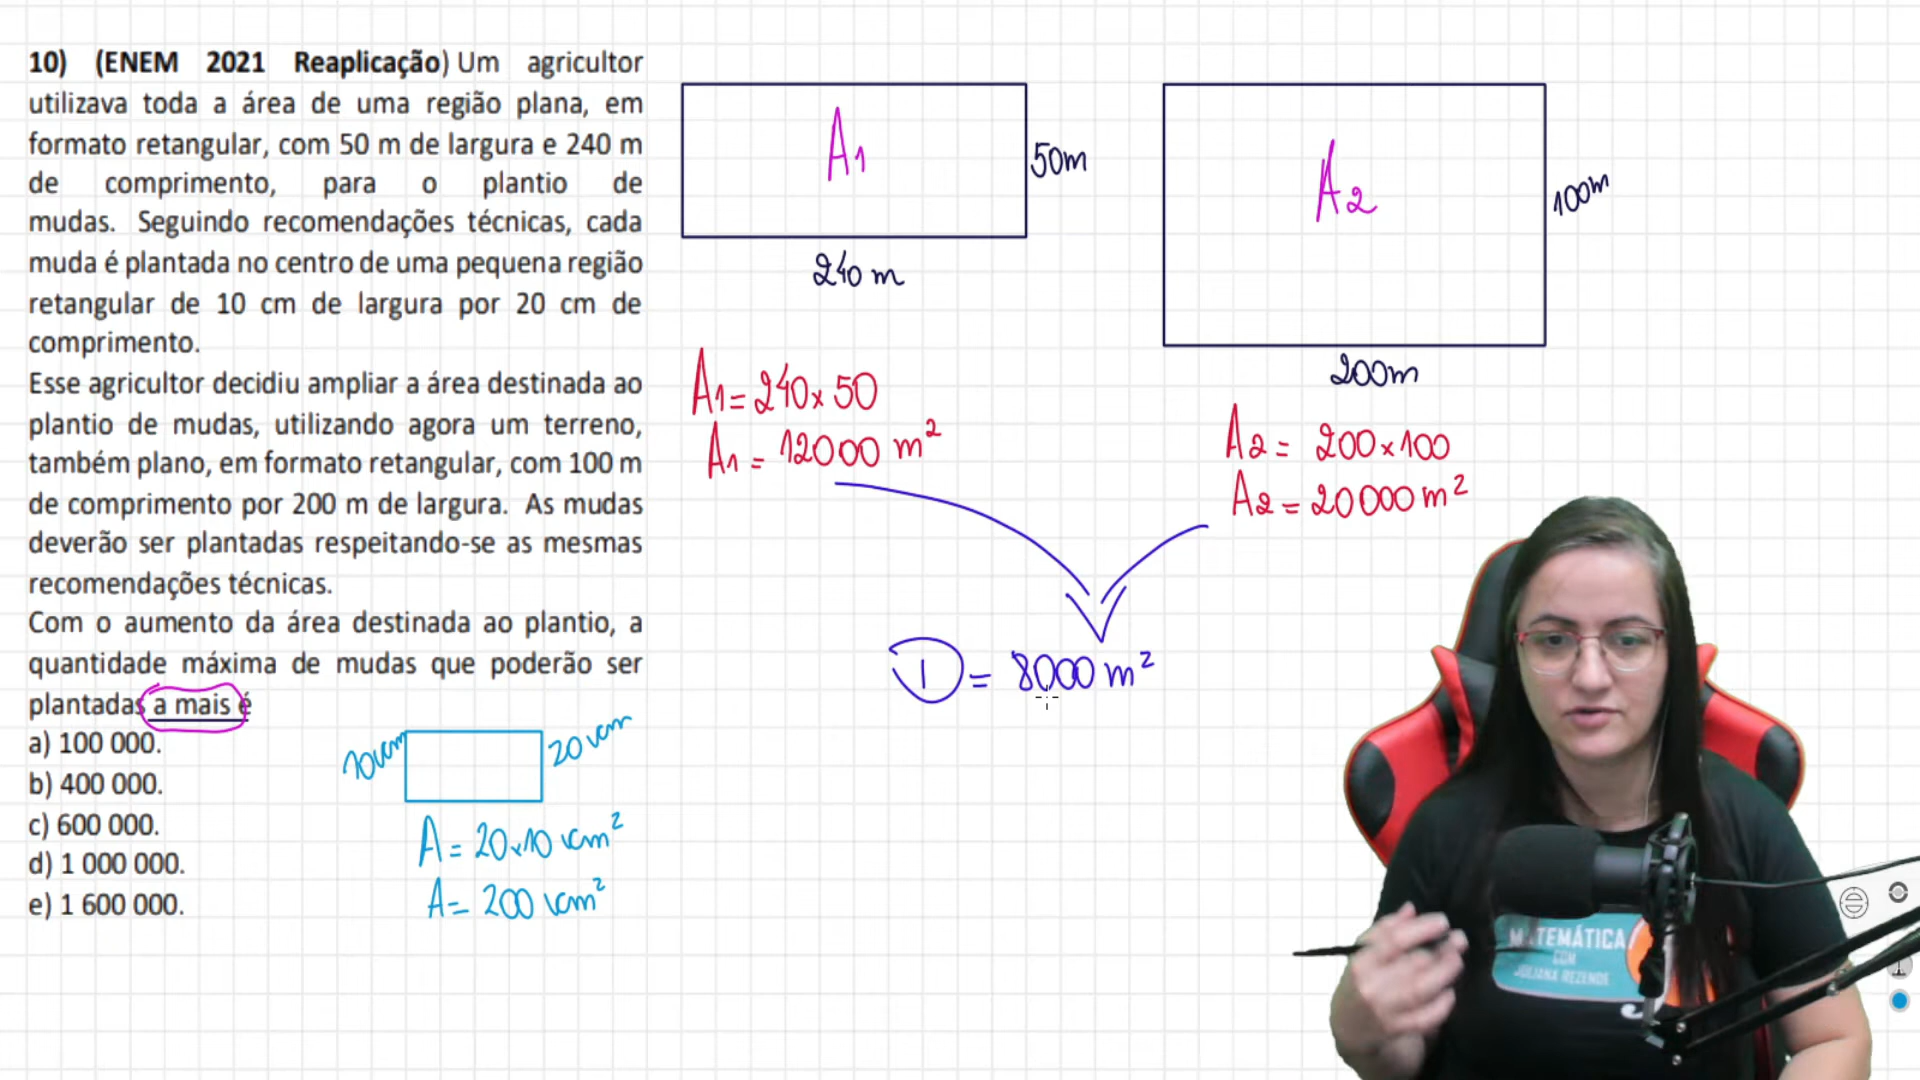 10) (ENEM 2021 Reaplicação) Um agricultor
utilizava toda a área de uma região plana, em
formato retangular, com 50 m de largura e 240 m
de comprimento, para o plantio de
mudas. Seguindo recomendações técnicas, cada
muda é plantada no centro de uma pequena região
retangular de 10 cm de largura por 20 cm de
comprimento.
Esse agricultor decidiu ampliar a área destinada ao
plantio de mudas, utilizando agora um terreno,
também plano, em formato retangular, com 100 m
de comprimento por 200 m de largura. As mudas
deverão ser plantadas respeitando-se as mesmas
recomendações técnicas.
Com o aumento da área destinada ao plantio, a
quantidade máxima de mudas que poderão ser
plantadas a mais é
a) 100 000.
b) 400 000.
c) 600 000.
d) 1 000 000.
e) 1 600 000.
10cm
20cm
A = 20x10 cm²
A = 200 cm²
A1
50m
240 m
A1 = 240x50
A1 = 12000 m²
A2
100m
200m
A2 = 200x100
A2 = 20000 m²
D = 8000 m²
MATEMÁTICA
COM
JULIANA REZENDE